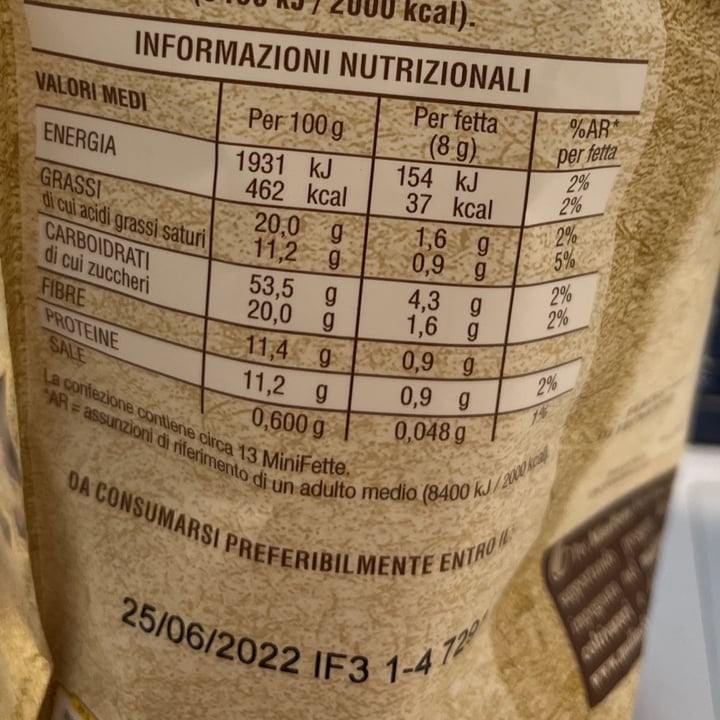 2000 kcal).
INFORMAZIONI NUTRIZIONALI
VALORI MEDI Per 100 g Per fetta (8 g) %AR* per fetta
ENERGIA 1931 kJ 154 kJ 2%
462 kcal 37 kcal 2%
GRASSI 20,0 g 1,6 g 2%
di cui acidi grassi saturi 11,2 g 0,9 g 5%
CARBOIDRATI 53,5 g 4,3 g 2%
di cui zuccheri 20,0 g 1,6 g 2%
FIBRE 11,4 g 0,9 g
PROTEINE 11,2 g 0,9 g 2%
SALE 0,600 g 0,048 g 1%
La confezione contiene circa 13 MiniFette.
*AR = assunzioni di riferimento di un adulto medio (8400 kJ / 2000 kcal).
DA CONSUMARSI PREFERIBILMENTE ENTRO IL:
25/06/2022 IF3 1-4